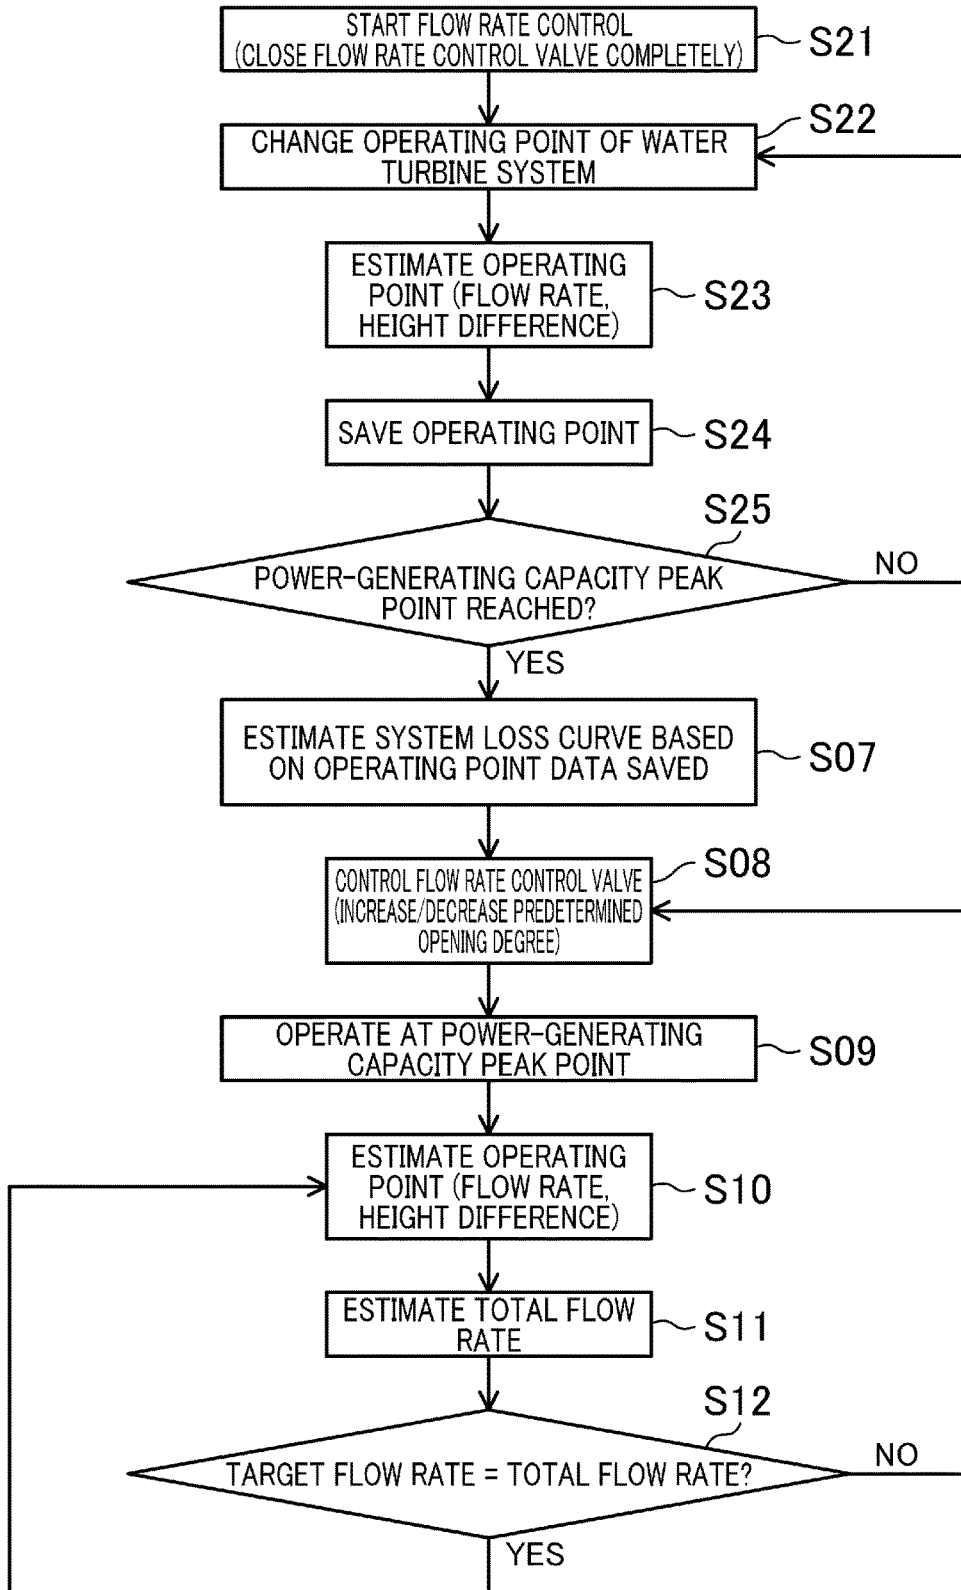 START FLOW RATE CONTROL
(CLOSE FLOW RATE CONTROL VALVE COMPLETELY)
S21
CHANGE OPERATING POINT OF WATER
TURBINE SYSTEM
S22
ESTIMATE OPERATING
POINT (FLOW RATE,
HEIGHT DIFFERENCE)
S23
SAVE OPERATING POINT
S24
S25
POWER-GENERATING CAPACITY PEAK
POINT REACHED?
NO
YES
ESTIMATE SYSTEM LOSS CURVE BASED
ON OPERATING POINT DATA SAVED
S07
CONTROL FLOW RATE CONTROL VALVE
(INCREASE/DECREASE PREDETERMINED
OPENING DEGREE)
S08
OPERATE AT POWER-GENERATING
CAPACITY PEAK POINT
S09
ESTIMATE OPERATING
POINT (FLOW RATE,
HEIGHT DIFFERENCE)
S10
ESTIMATE TOTAL FLOW
RATE
S11
S12
TARGET FLOW RATE = TOTAL FLOW RATE?
NO
YES